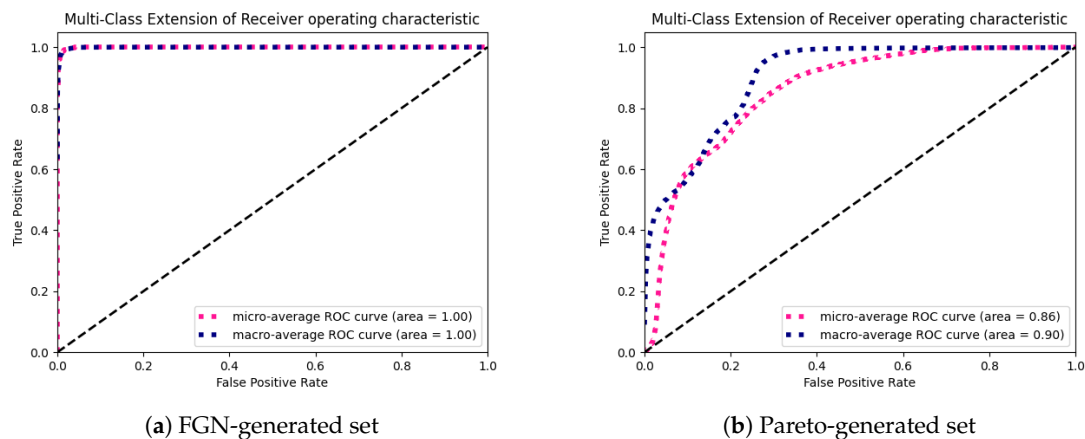 Multi-Class Extension of Receiver operating characteristic
1.0
0.8
0.6
0.4
0.2
0.0
True Positive Rate
micro-average ROC curve (area = 1.00)
macro-average ROC curve (area = 1.00)
0.0 0.2 0.4 0.6 0.8 1.0
False Positive Rate
(a) FGN-generated set
Multi-Class Extension of Receiver operating characteristic
1.0
0.8
0.6
0.4
0.2
0.0
True Positive Rate
micro-average ROC curve (area = 0.86)
macro-average ROC curve (area = 0.90)
0.0 0.2 0.4 0.6 0.8 1.0
False Positive Rate
(b) Pareto-generated set